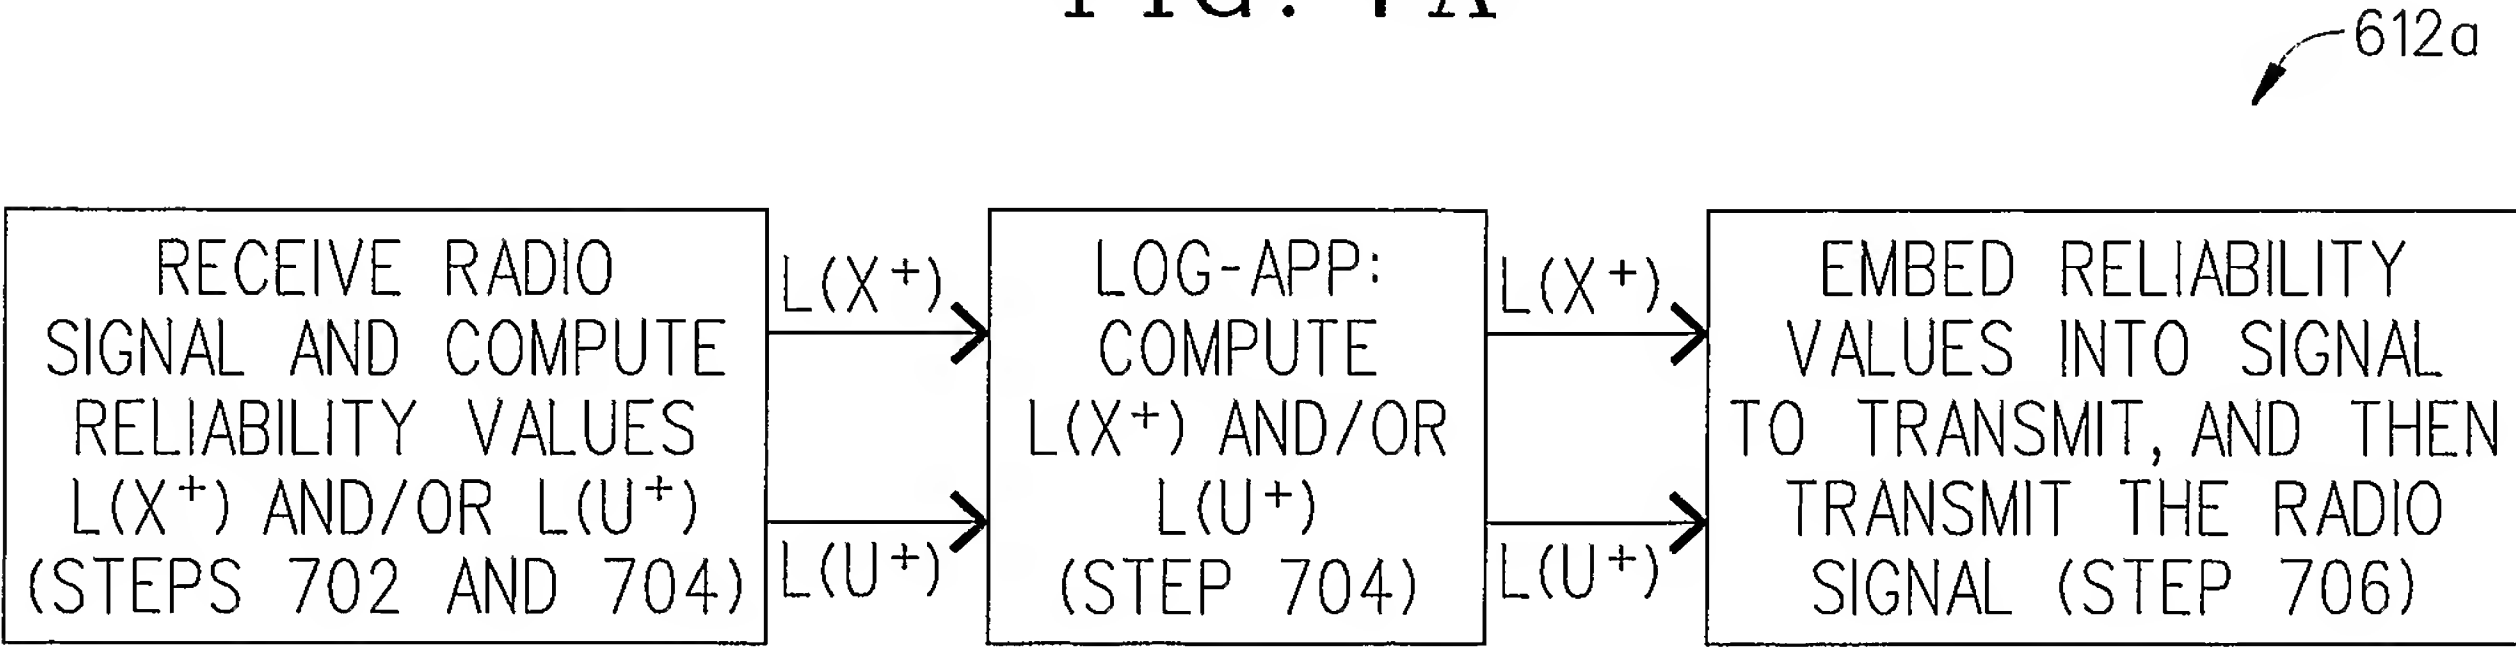 612a
RECEIVE RADIO
SIGNAL AND COMPUTE
RELIABILITY VALUES
L(X+) AND/OR L(U+)
(STEPS 702 AND 704)
L(X+)
L(U+)
LOG-APP:
COMPUTE
L(X+) AND/OR
L(U+)
(STEP 704)
L(X+)
L(U+)
EMBED RELIABILITY
VALUES INTO SIGNAL
TO TRANSMIT, AND THEN
TRANSMIT THE RADIO
SIGNAL (STEP 706)